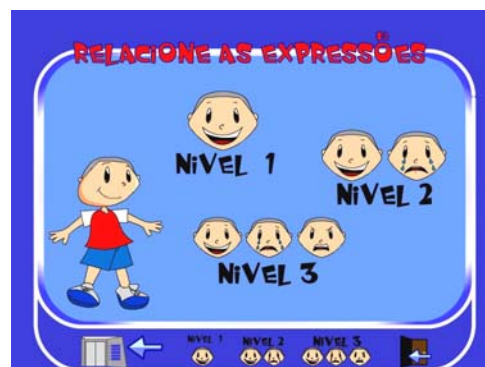 RELACIONE AS EXPRESSÕES
NiVEL 1
NiVEL 2
NiVEL 3
NiVEL 1 NiVEL 2 NiVEL 3